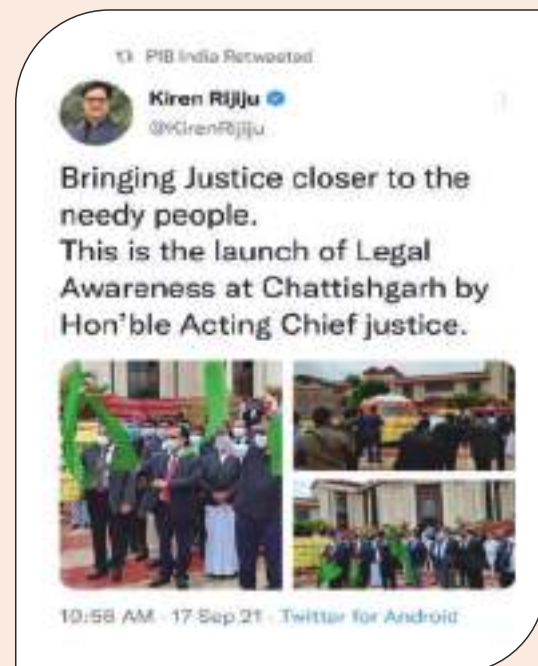 PIB India Retweeted
Kiren Rijiju
@KirenRijiju
Bringing Justice closer to the
needy people.
This is the launch of Legal
Awareness at Chattishgarh by
Hon'ble Acting Chief justice.
10:56 AM · 17 Sep 21 · Twitter for Android